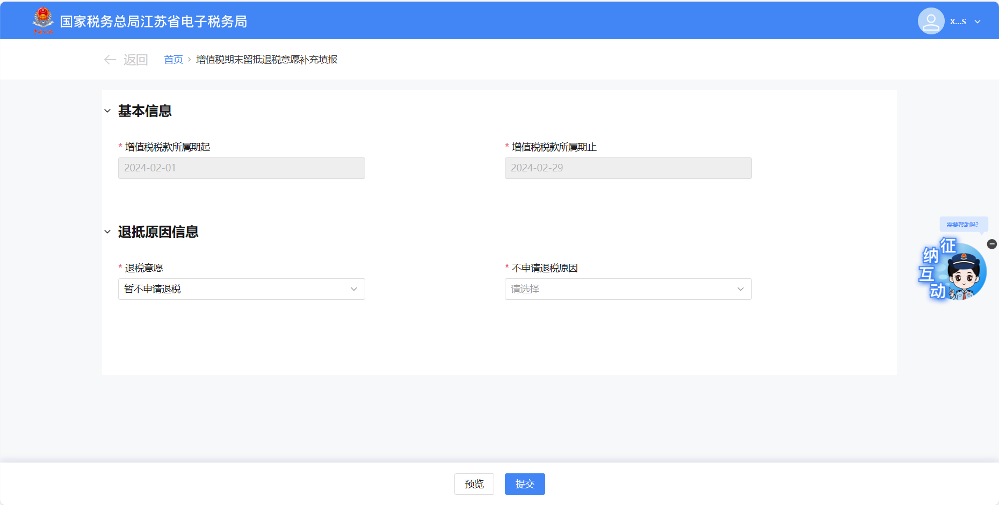 国家税务总局江苏省电子税务局
X...S
返回 首页 > 增值税期末留抵退税意愿补充填报
基本信息
* 增值税税款所属期起
2024-02-01
* 增值税税款所属期止
2024-02-29
退抵原因信息
* 退税意愿
暂不申请退税
* 不申请退税原因
请选择
需要帮助吗?
征纳互动
预览
提交